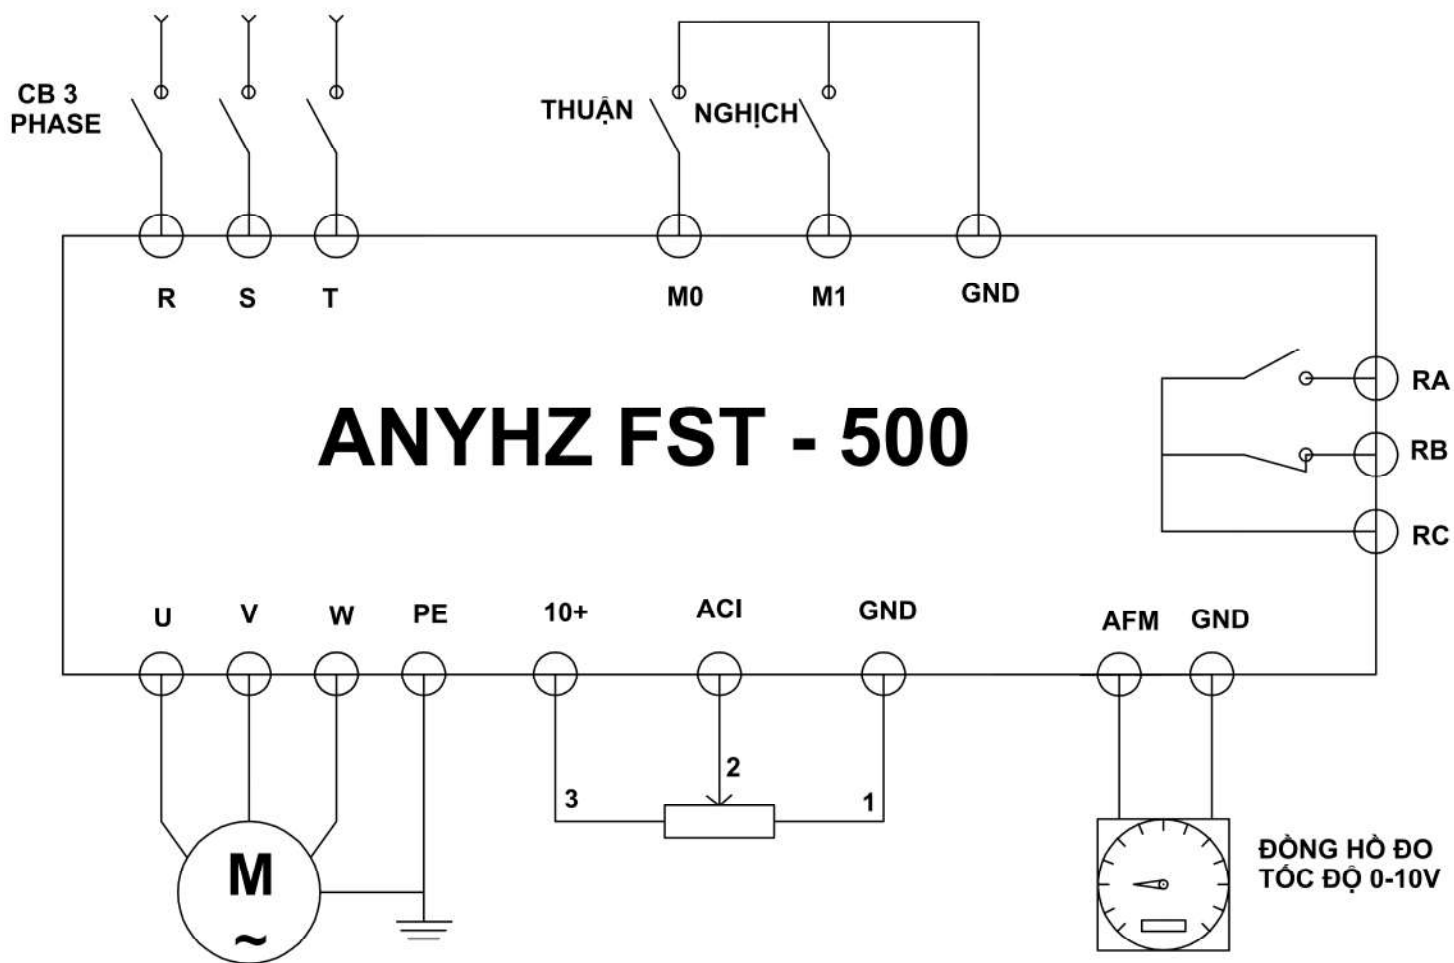 CB 3
PHASE
THUẬN
NGHỊCH
R
S
T
M0
M1
GND
RA
RB
RC
ANYHZ FST - 500
U
V
W
PE
10+
ACI
GND
AFM
GND
3
2
1
M
~
ĐỒNG HỒ ĐO
TỐC ĐỘ 0-10V